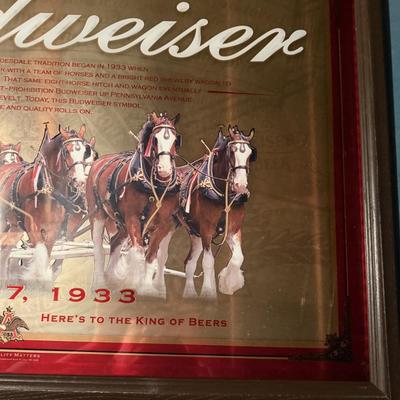 dweiser
desdale tradition began in 1933 when
r with a team of horses and a bright red brewery wagon to
That same eight-horse hitch and wagon eventually
t-prohibition Budweiser up Pennsylvania Avenue
sevelt. Today, this Budweiser symbol
e and quality rolls on.
7, 1933
Here's to the King of Beers
lity Matters